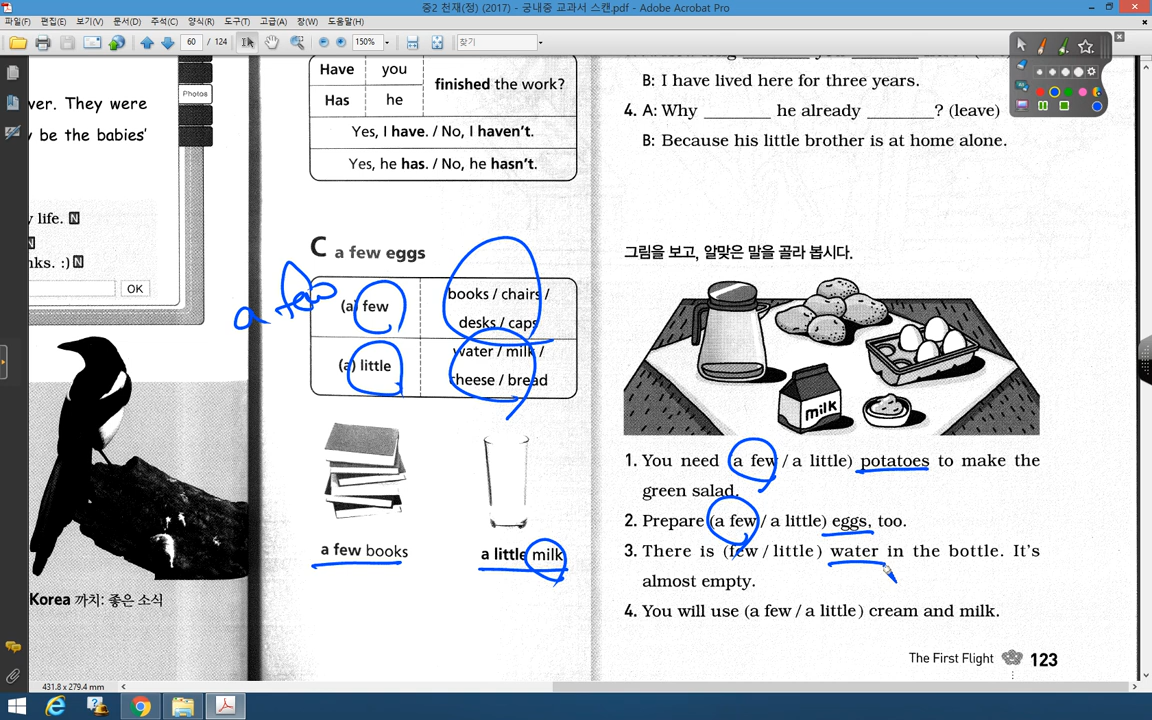 중2 천재(정) (2017) - 궁내중 교과서 스캔.pdf - Adobe Acrobat Pro
파일(F) 편집(E) 보기(V) 문서(D) 주석(C) 양식(R) 도구(T) 고급(A) 창(W) 도움말(H)
60 / 124 150% 찾기
ver. They were
y be the babies'
Photos
y life. N
N
nks. :) N
OK
Korea 까치: 좋은 소식
Have you finished the work?
Has he
Yes, I have. / No, I haven't.
Yes, he has. / No, he hasn't.
C a few eggs
a few
(a) few books / chairs /
desks / caps
(a) little water / milk /
cheese / bread
a few books
a little milk
B: I have lived here for three years.
4. A: Why ________ he already ________? (leave)
B: Because his little brother is at home alone.
그림을 보고, 알맞은 말을 골라 봅시다.
milk
1. You need (a few / a little) potatoes to make the
green salad.
2. Prepare (a few / a little) eggs, too.
3. There is (few / little) water in the bottle. It's
almost empty.
4. You will use (a few / a little) cream and milk.
The First Flight 123
431.8 x 279.4 mm